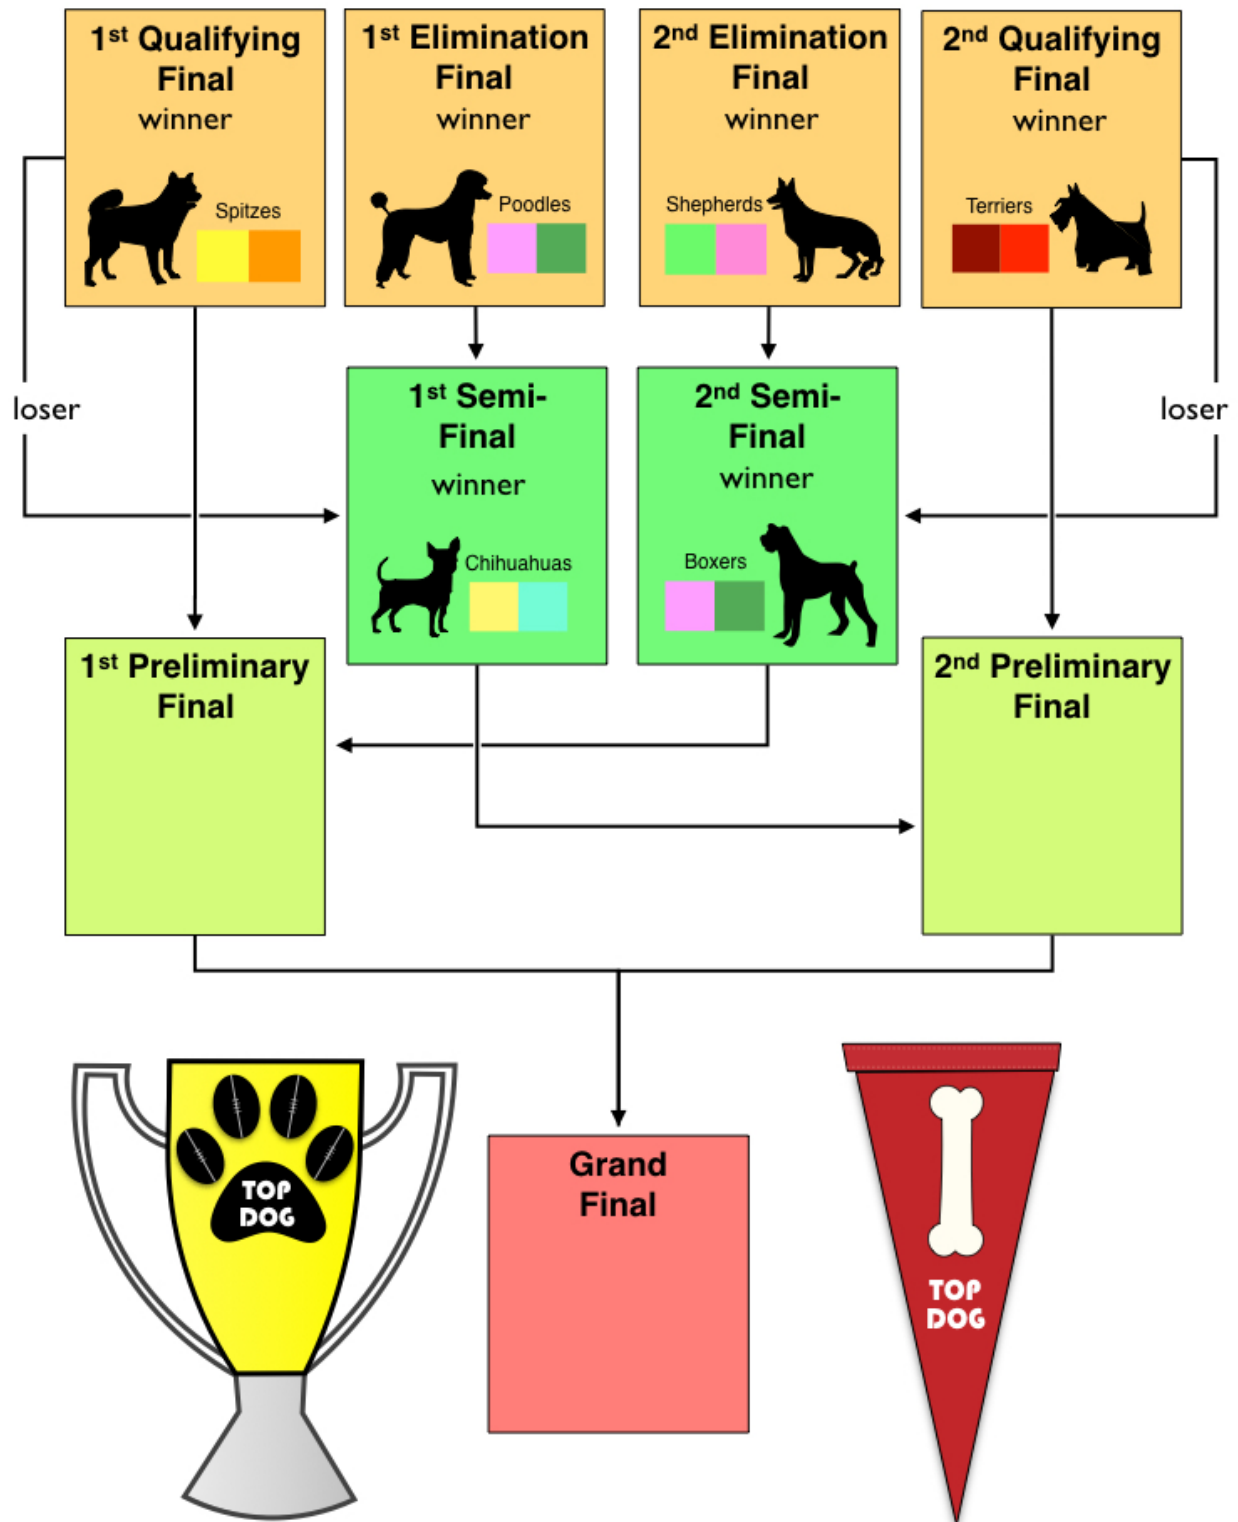 1st Qualifying
Final
winner
Spitzes
1st Elimination
Final
winner
Poodles
2nd Elimination
Final
winner
Shepherds
2nd Qualifying
Final
winner
Terriers
loser
loser
1st Semi-
Final
winner
Chihuahuas
2nd Semi-
Final
winner
Boxers
1st Preliminary
Final
2nd Preliminary
Final
TOP
DOG
Grand
Final
TOP
DOG